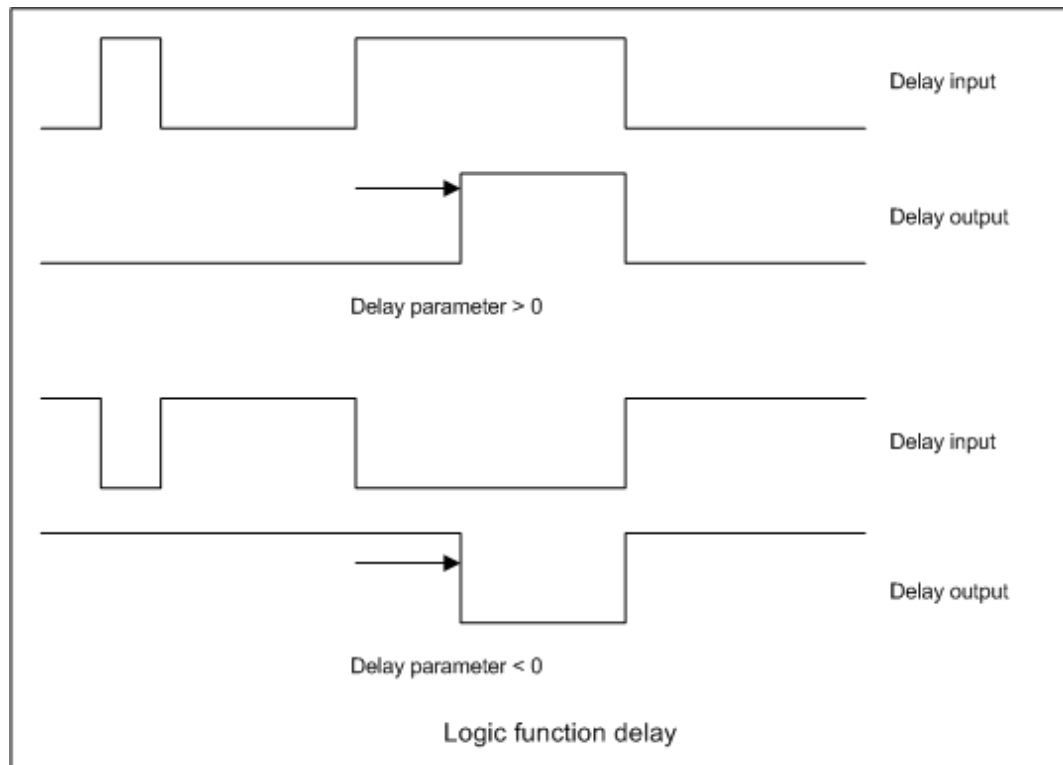 Delay input
Delay output
Delay parameter > 0
Delay input
Delay output
Delay parameter < 0
Logic function delay